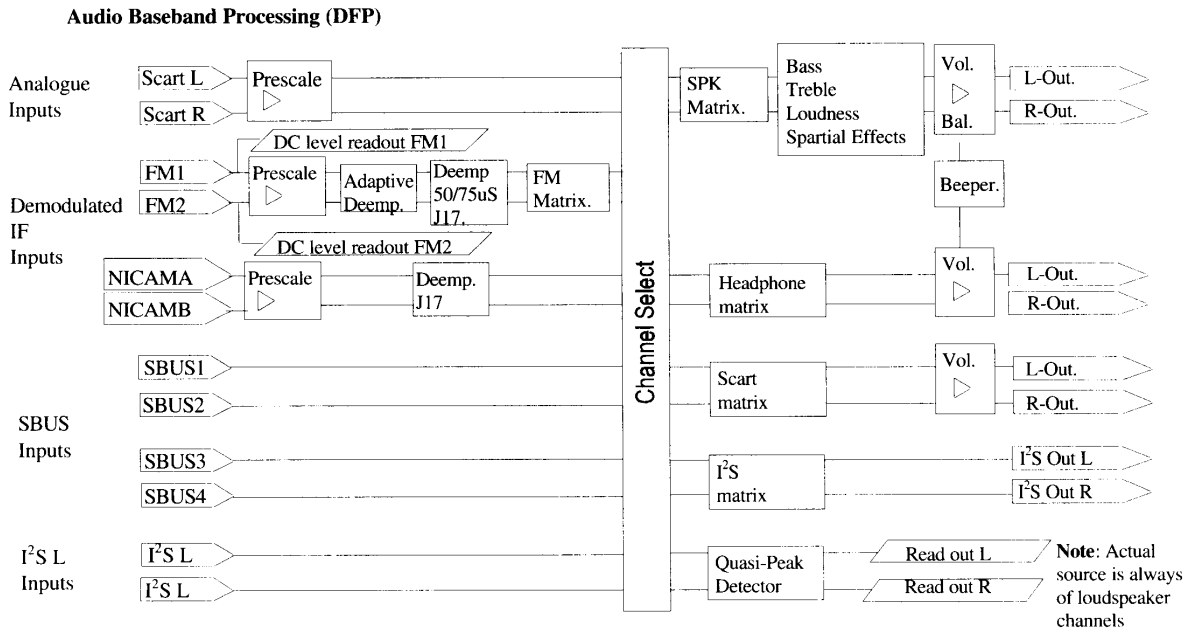 Audio Baseband Processing (DFP)
Analogue
Inputs
Scart L
Scart R
Prescale
DC level readout FM1
Demodulated
IF
Inputs
FM1
FM2
Prescale
Adaptive
Deemp.
Deemp
50/75uS
J17.
FM
Matrix.
DC level readout FM2
NICAMA
NICAMB
Prescale
Deemp.
J17
SBUS
Inputs
SBUS1
SBUS2
SBUS3
SBUS4
I²S L
Inputs
I²S L
I²S L
Channel Select
SPK
Matrix.
Bass
Treble
Loudness
Spartial Effects
Vol.
Bal.
L-Out.
R-Out.
Beeper.
Headphone
matrix
Vol.
L-Out.
R-Out.
Scart
matrix
Vol.
L-Out.
R-Out.
I²S
matrix
I²S Out L
I²S Out R
Quasi-Peak
Detector
Read out L
Read out R
Note: Actual
source is always
of loudspeaker
channels